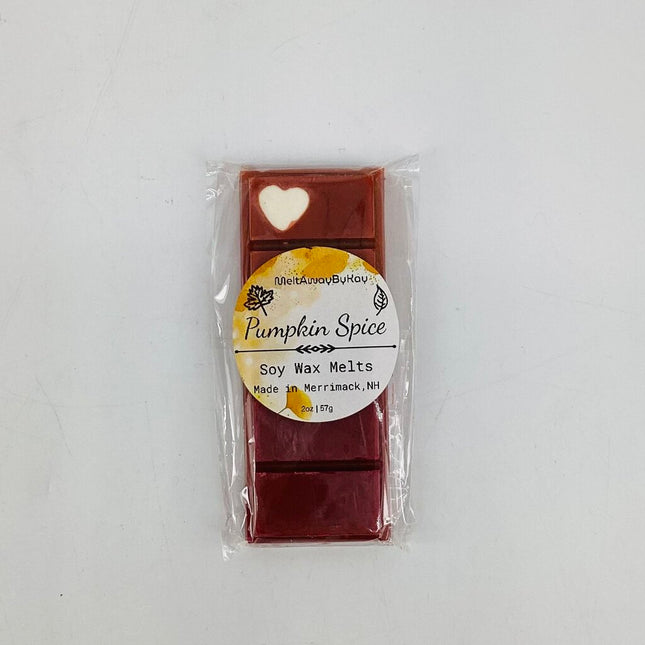 MeltAwayByKay
Pumpkin Spice
Soy Wax Melts
Made in Merrimack,NH
2oz | 57g